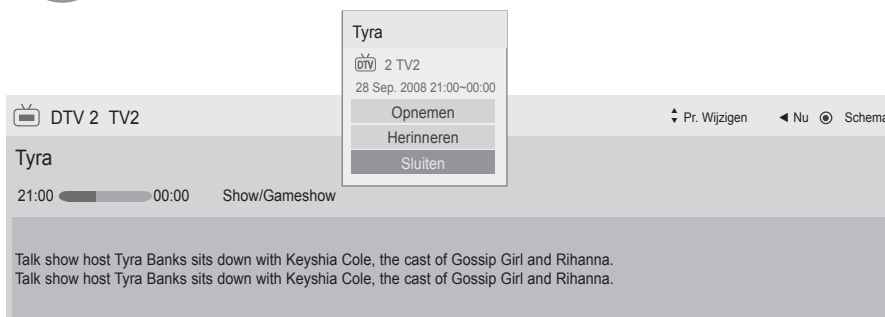 Tyra
DTV 2 TV2
28 Sep. 2008 21:00~00:00
Opnemen
Herinneren
Sluiten
DTV 2 TV2
Pr. Wijzigen Nu Schema
Tyra
21:00 00:00 Show/Gameshow
Talk show host Tyra Banks sits down with Keyshia Cole, the cast of Gossip Girl and Rihanna.
Talk show host Tyra Banks sits down with Keyshia Cole, the cast of Gossip Girl and Rihanna.